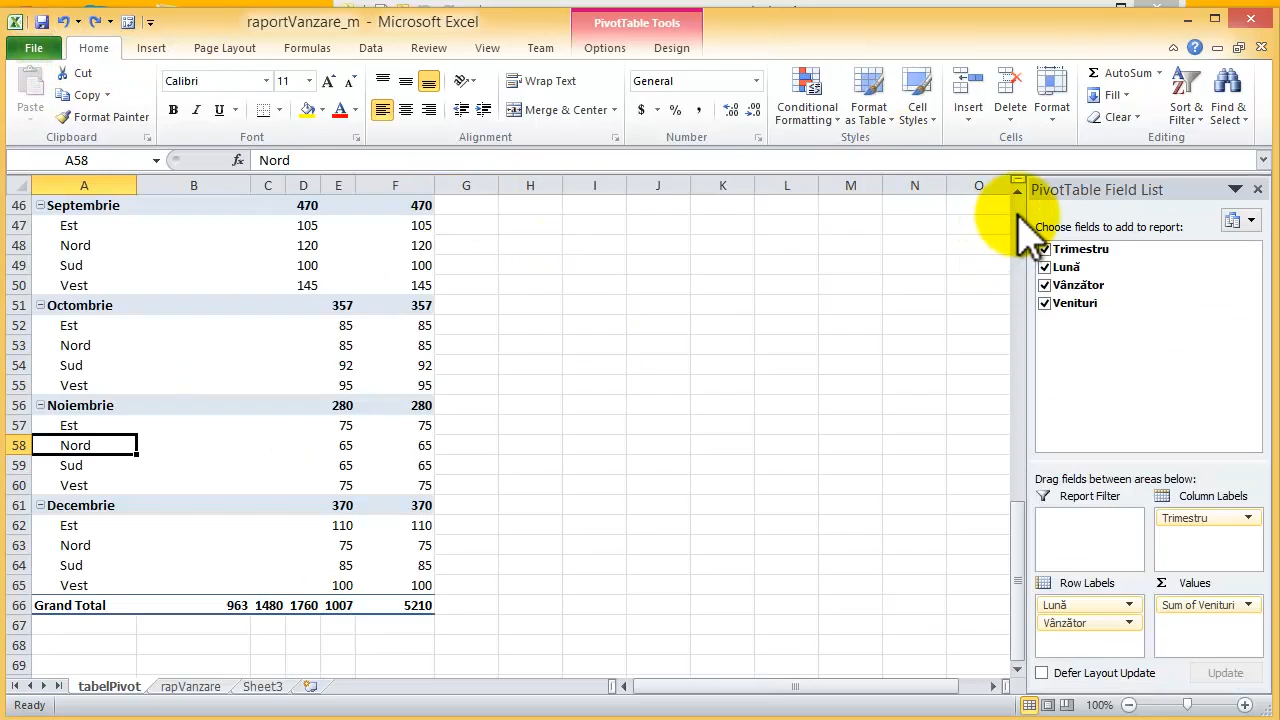 raportVanzare_m - Microsoft Excel
PivotTable Tools
File Home Insert Page Layout Formulas Data Review View Team Options Design
Paste
Cut
Copy
Format Painter
Clipboard
Calibri 11
B I U
Font
Wrap Text
Merge & Center
Alignment
General
$ % ,
Number
Conditional Formatting
Format as Table
Cell Styles
Styles
Insert
Delete
Format
Cells
AutoSum
Fill
Clear
Sort & Filter
Find & Select
Editing
A58 fx Nord
A B C D E F G H I J K L M N O
46 Septembrie 470 470
47 Est 105 105
48 Nord 120 120
49 Sud 100 100
50 Vest 145 145
51 Octombrie 357 357
52 Est 85 85
53 Nord 85 85
54 Sud 92 92
55 Vest 95 95
56 Noiembrie 280 280
57 Est 75 75
58 Nord 65 65
59 Sud 65 65
60 Vest 75 75
61 Decembrie 370 370
62 Est 110 110
63 Nord 75 75
64 Sud 85 85
65 Vest 100 100
66 Grand Total 963 1480 1760 1007 5210
67
68
69
PivotTable Field List
Choose fields to add to report:
Trimestru
Lună
Vânzător
Venituri
Drag fields between areas below:
Report Filter
Column Labels
Trimestru
Row Labels
Σ Values
Lună
Vânzător
Sum of Venituri
Defer Layout Update
Update
tabelPivot rapVanzare Sheet3
Ready
100%